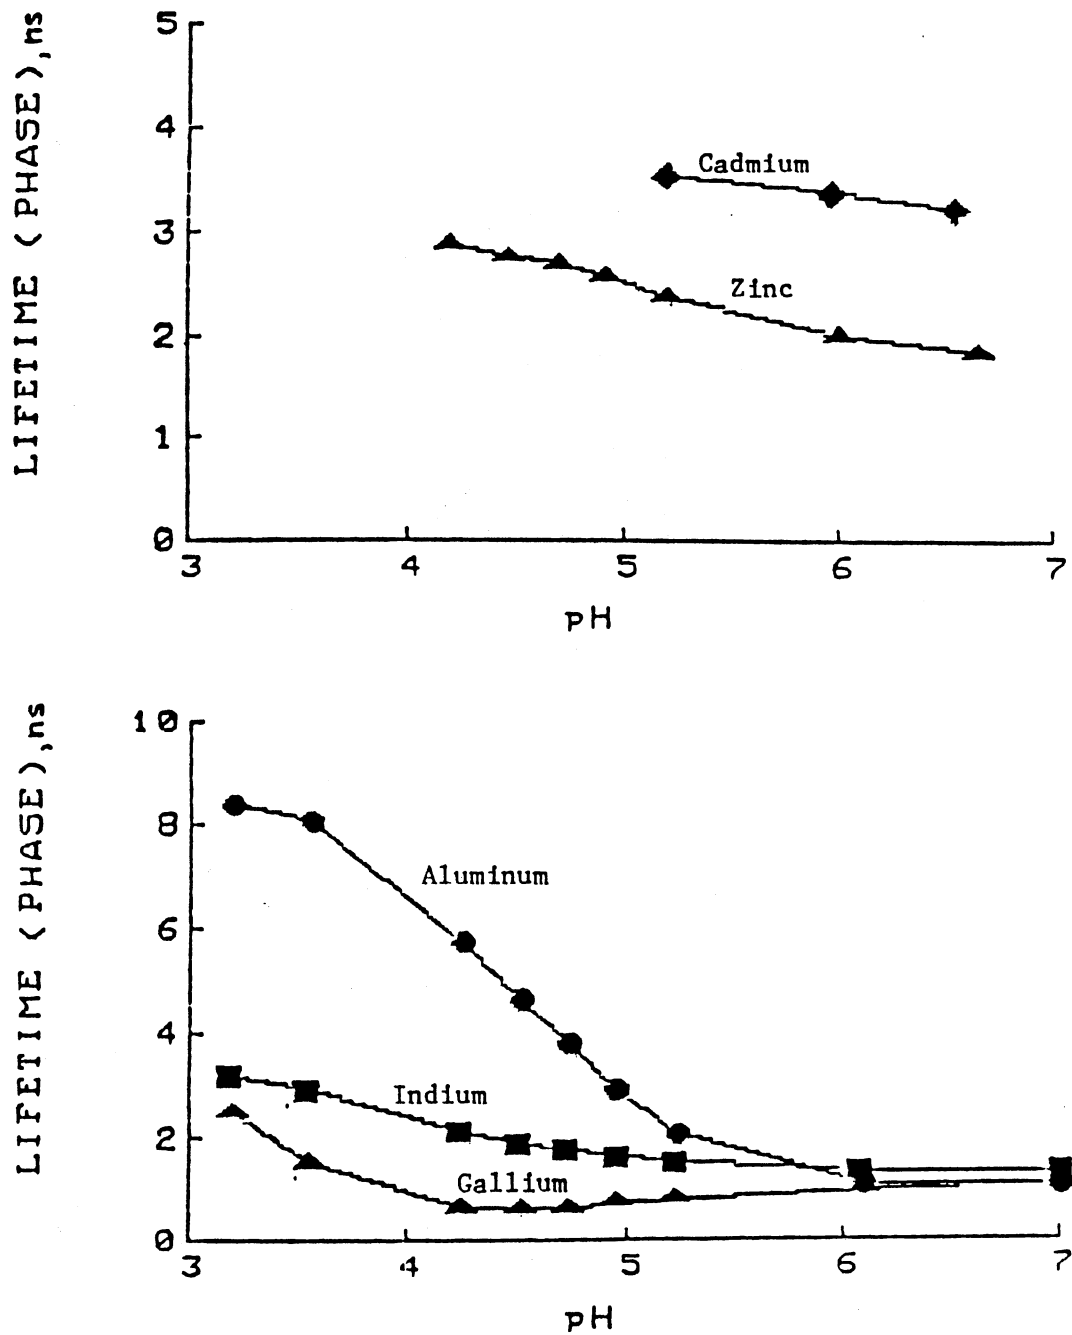 LIFETIME (PHASE), ns
5
4
3
2
1
0
Cadmium
Zinc
3 4 5 6 7
pH
LIFETIME (PHASE), ns
10
8
6
4
2
0
Aluminum
Indium
Gallium
3 4 5 6 7
pH